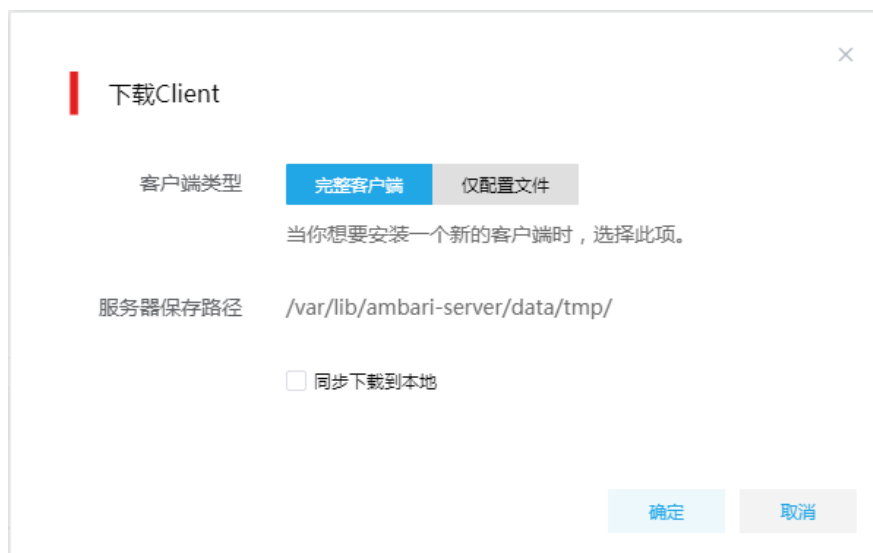 下载Client
客户端类型 完整客户端 仅配置文件
当你想要安装一个新的客户端时，选择此项。
服务器保存路径 /var/lib/ambari-server/data/tmp/
同步下载到本地
确定 取消